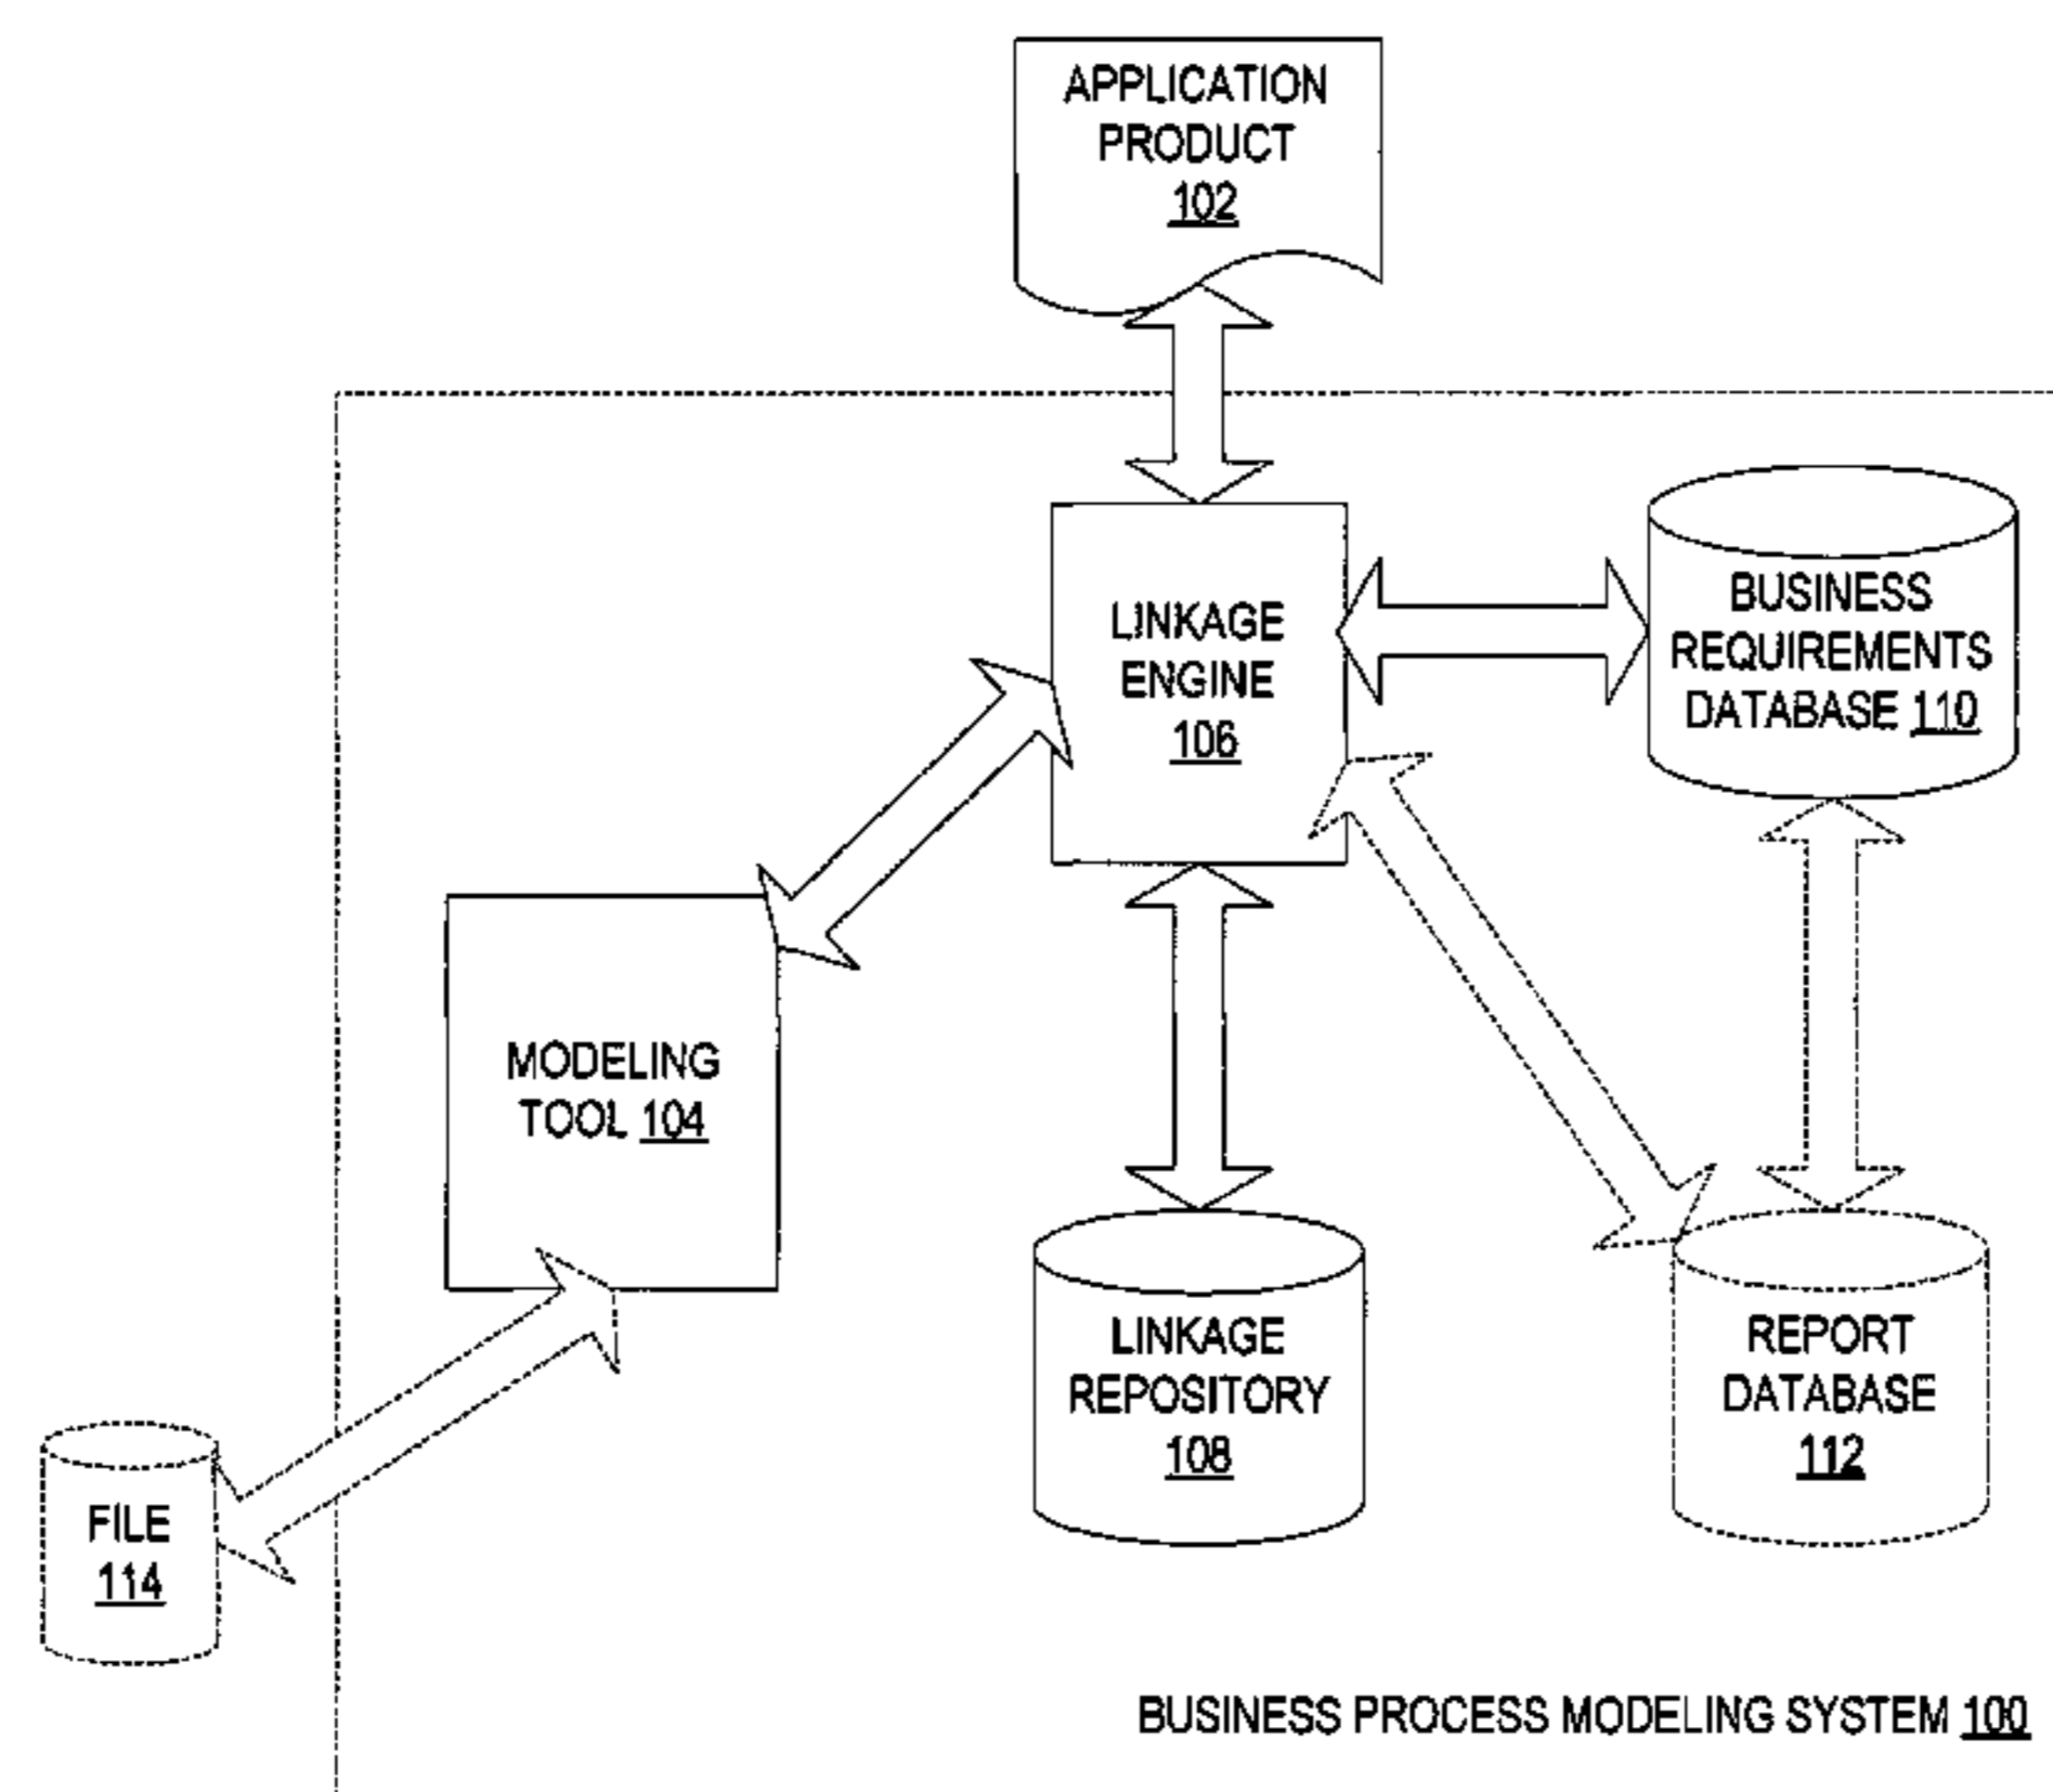 APPLICATION
PRODUCT
102
LINKAGE
ENGINE
106
BUSINESS
REQUIREMENTS
DATABASE 110
MODELING
TOOL 104
LINKAGE
REPOSITORY
108
REPORT
DATABASE
112
FILE
114
BUSINESS PROCESS MODELING SYSTEM 100